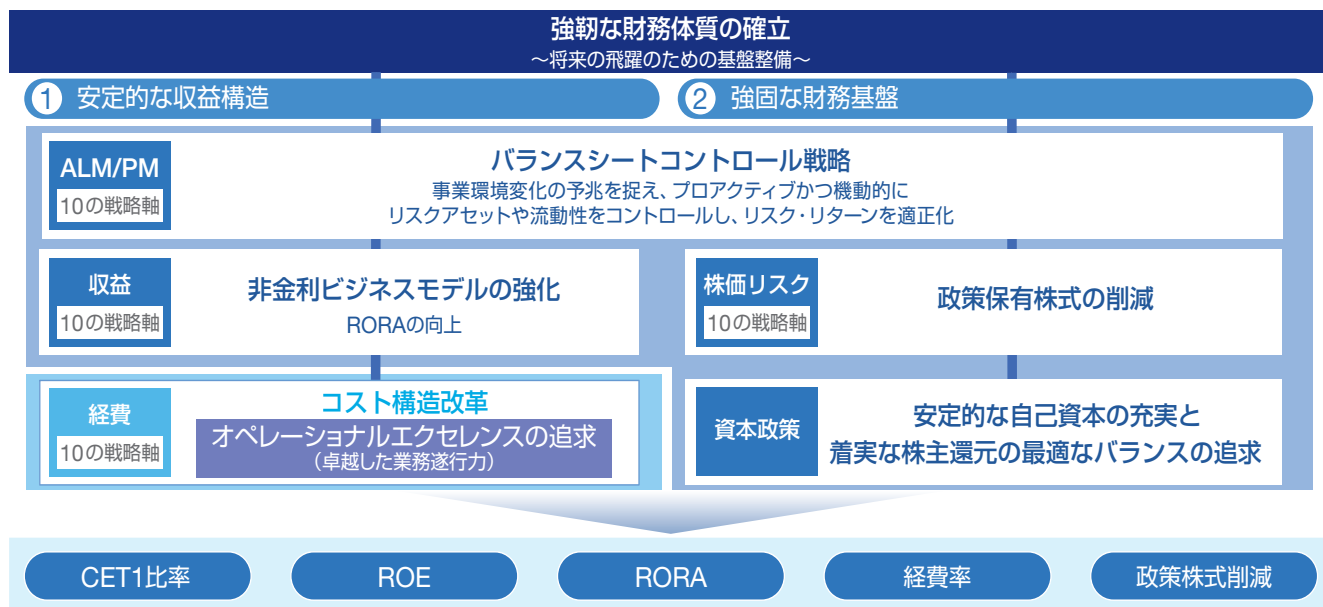 強靭な財務体質の確立
～将来の飛躍のための基盤整備～
① 安定的な収益構造
② 強固な財務基盤
ALM/PM
10の戦略軸
バランスシートコントロール戦略
事業環境変化の予兆を捉え、プロアクティブかつ機動的に
リスクアセットや流動性をコントロールし、リスク・リターンを適正化
収益
10の戦略軸
非金利ビジネスモデルの強化
RORAの向上
株価リスク
10の戦略軸
政策保有株式の削減
経費
10の戦略軸
コスト構造改革
オペレーショナルエクセレンスの追求
（卓越した業務遂行力）
資本政策
安定的な自己資本の充実と
着実な株主還元の最適なバランスの追求
CET1比率
ROE
RORA
経費率
政策株式削減